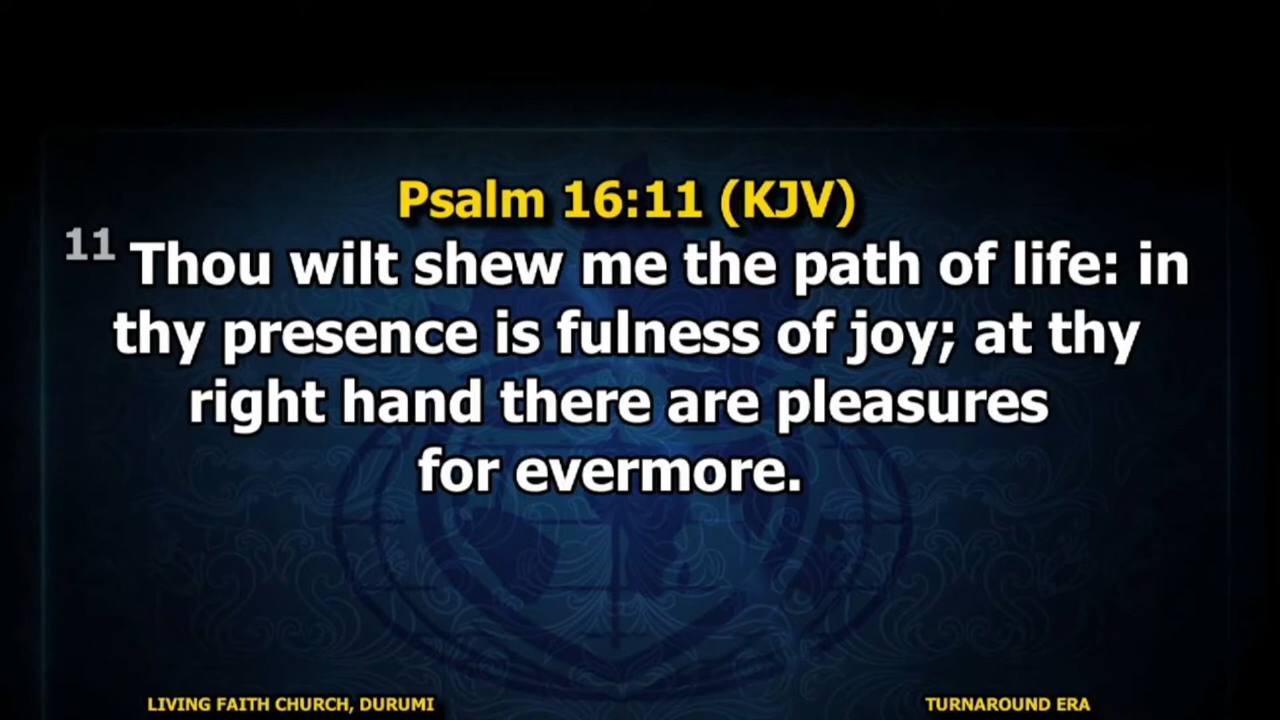 Psalm 16:11 (KJV)
11 Thou wilt shew me the path of life: in
thy presence is fulness of joy; at thy
right hand there are pleasures
for evermore.
LIVING FAITH CHURCH, DURUMI
TURNAROUND ERA